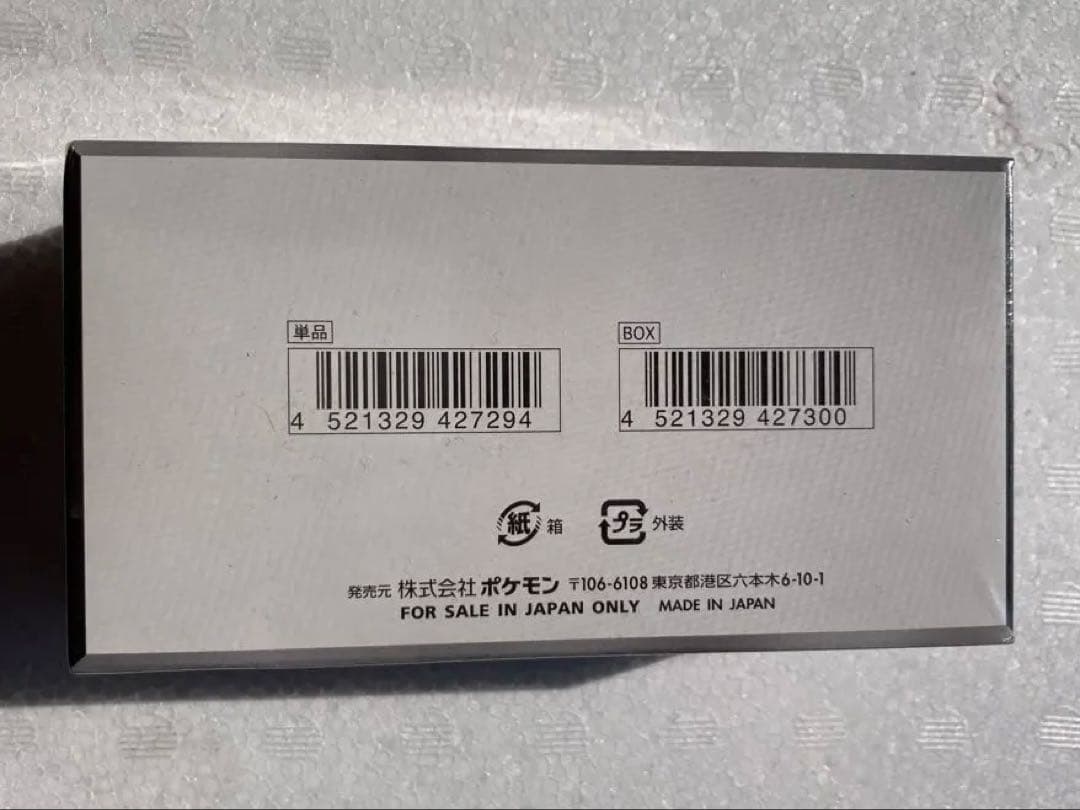 単品
BOX
4 521329 427294
4 521329 427300
紙 箱
プラ 外装
発売元 株式会社 ポケモン 〒106-6108 東京都港区六本木6-10-1
FOR SALE IN JAPAN ONLY MADE IN JAPAN